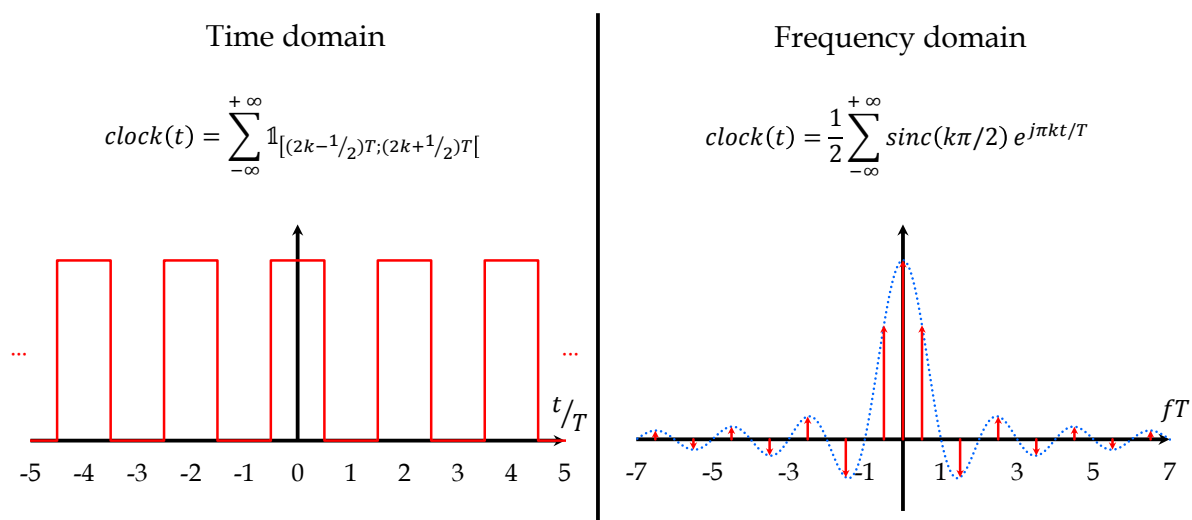 Time domain
clock(t) = ∑_{−∞}^{+∞} 𝟙_{[(2k−1/2)T;(2k+1/2)T[}
... ...
t/T
-5 -4 -3 -2 -1 0 1 2 3 4 5
Frequency domain
clock(t) = 1/2 ∑_{−∞}^{+∞} sinc(kπ/2) e^{jπkt/T}
fT
-7 -5 -3 -1 1 3 5 7